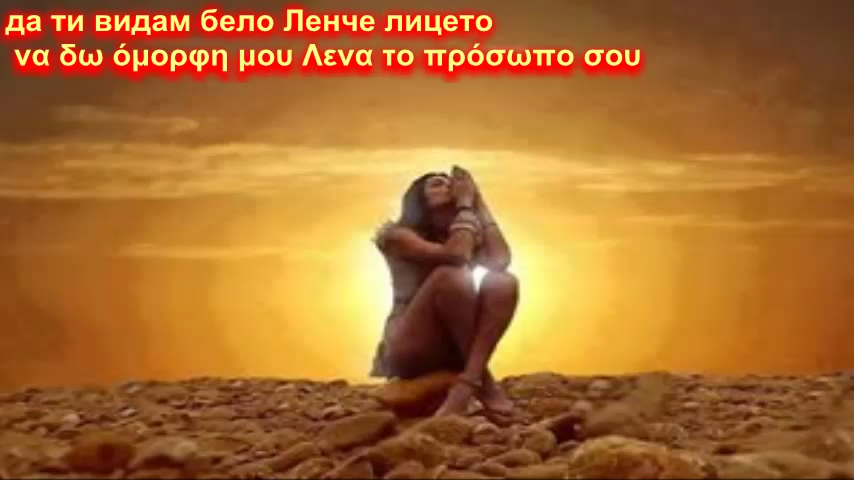 да ти видам бело Ленче лицето
να δω όμορφη μου Λενα το πρόσωπο σου